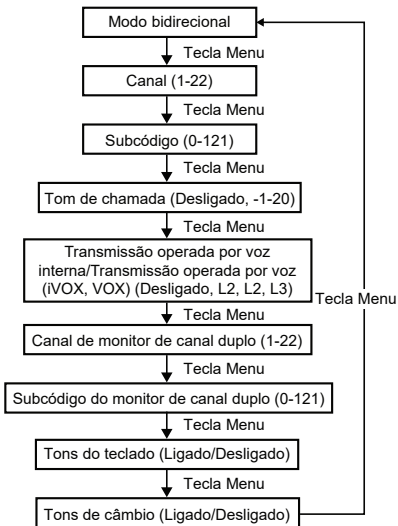 Modo bidirecional
Tecla Menu
Canal (1-22)
Tecla Menu
Subcódigo (0-121)
Tecla Menu
Tom de chamada (Desligado, -1-20)
Tecla Menu
Transmissão operada por voz
interna/Transmissão operada por voz
(iVOX, VOX) (Desligado, L2, L2, L3)
Tecla Menu
Tecla Menu
Canal de monitor de canal duplo (1-22)
Tecla Menu
Subcódigo do monitor de canal duplo (0-121)
Tecla Menu
Tons do teclado (Ligado/Desligado)
Tecla Menu
Tons de câmbio (Ligado/Desligado)